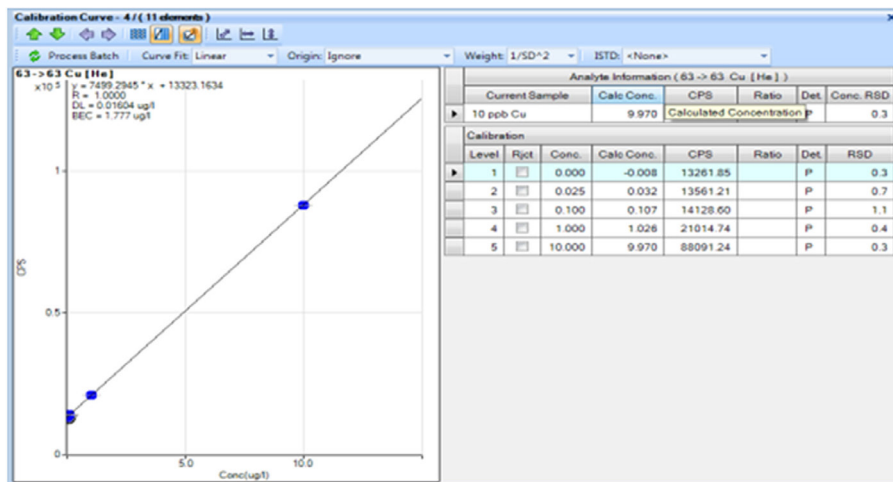 Calibration Curve - 4 / ( 11 elements )
Process Batch Curve Fit: Linear Origin: Ignore Weight: 1/SD^2 ISTD: <None>
63 -> 63 Cu [ He ]
x10 5
y = 7499.2945 * x + 13323.1634
R = 1.0000
DL = 0.01604 ug/l
BEC = 1.777 ug/l
1
0.5
0
CPS
5.0 10.0
Conc(ug/l)
Analyte Information ( 63 -> 63 Cu [ He ] )
Current Sample Calc Conc. CPS Ratio Det. Conc. RSD
10 ppb Cu 9.970 Calculated Concentration P 0.3
Calibration
Level Rjct Conc. Calc Conc. CPS Ratio Det. RSD
1 0.000 -0.008 13261.85 P 0.3
2 0.025 0.032 13561.21 P 0.7
3 0.100 0.107 14128.60 P 1.1
4 1.000 1.026 21014.74 P 0.4
5 10.000 9.970 88091.24 P 0.3